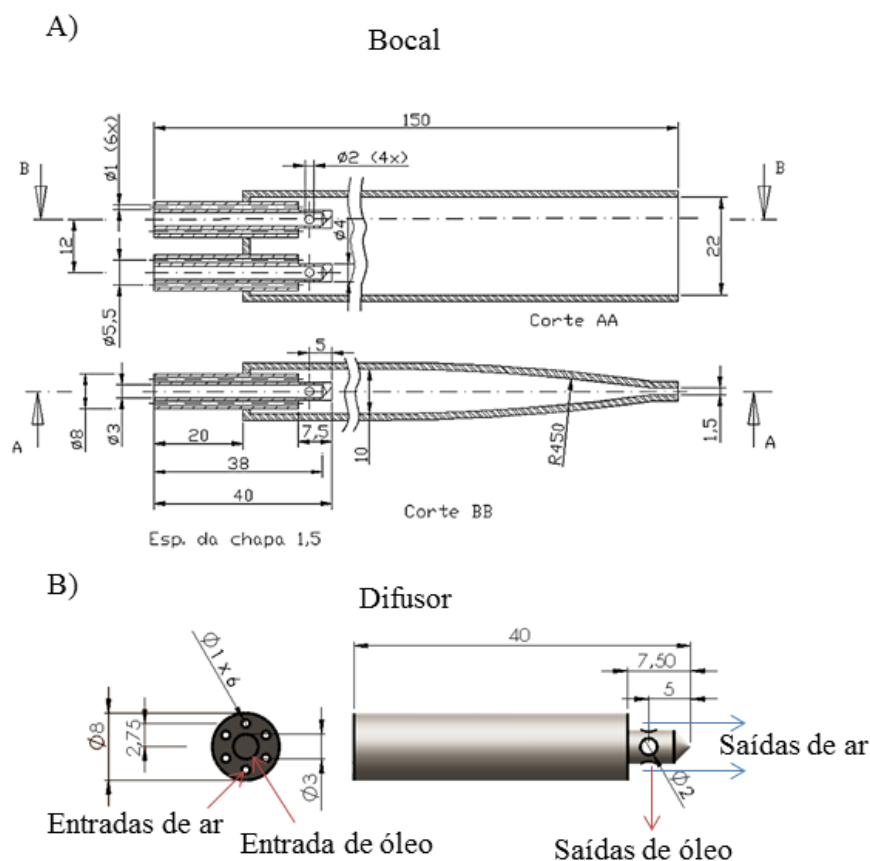 A)
Bocal
150
Ø1 (6x)
Ø2 (4x)
B
B
12
Ø4
22
Ø5,5
Corte AA
5
Ø8
Ø3
A
20
7,5
10
R450
1,5
A
38
40
Corte BB
Esp. da chapa 1,5
B)
Difusor
Ø1 x 6
40
7,50
5
Ø8
2,75
Ø3
Saídas de ar
Ø2
Entradas de ar
Entrada de óleo
Saídas de óleo